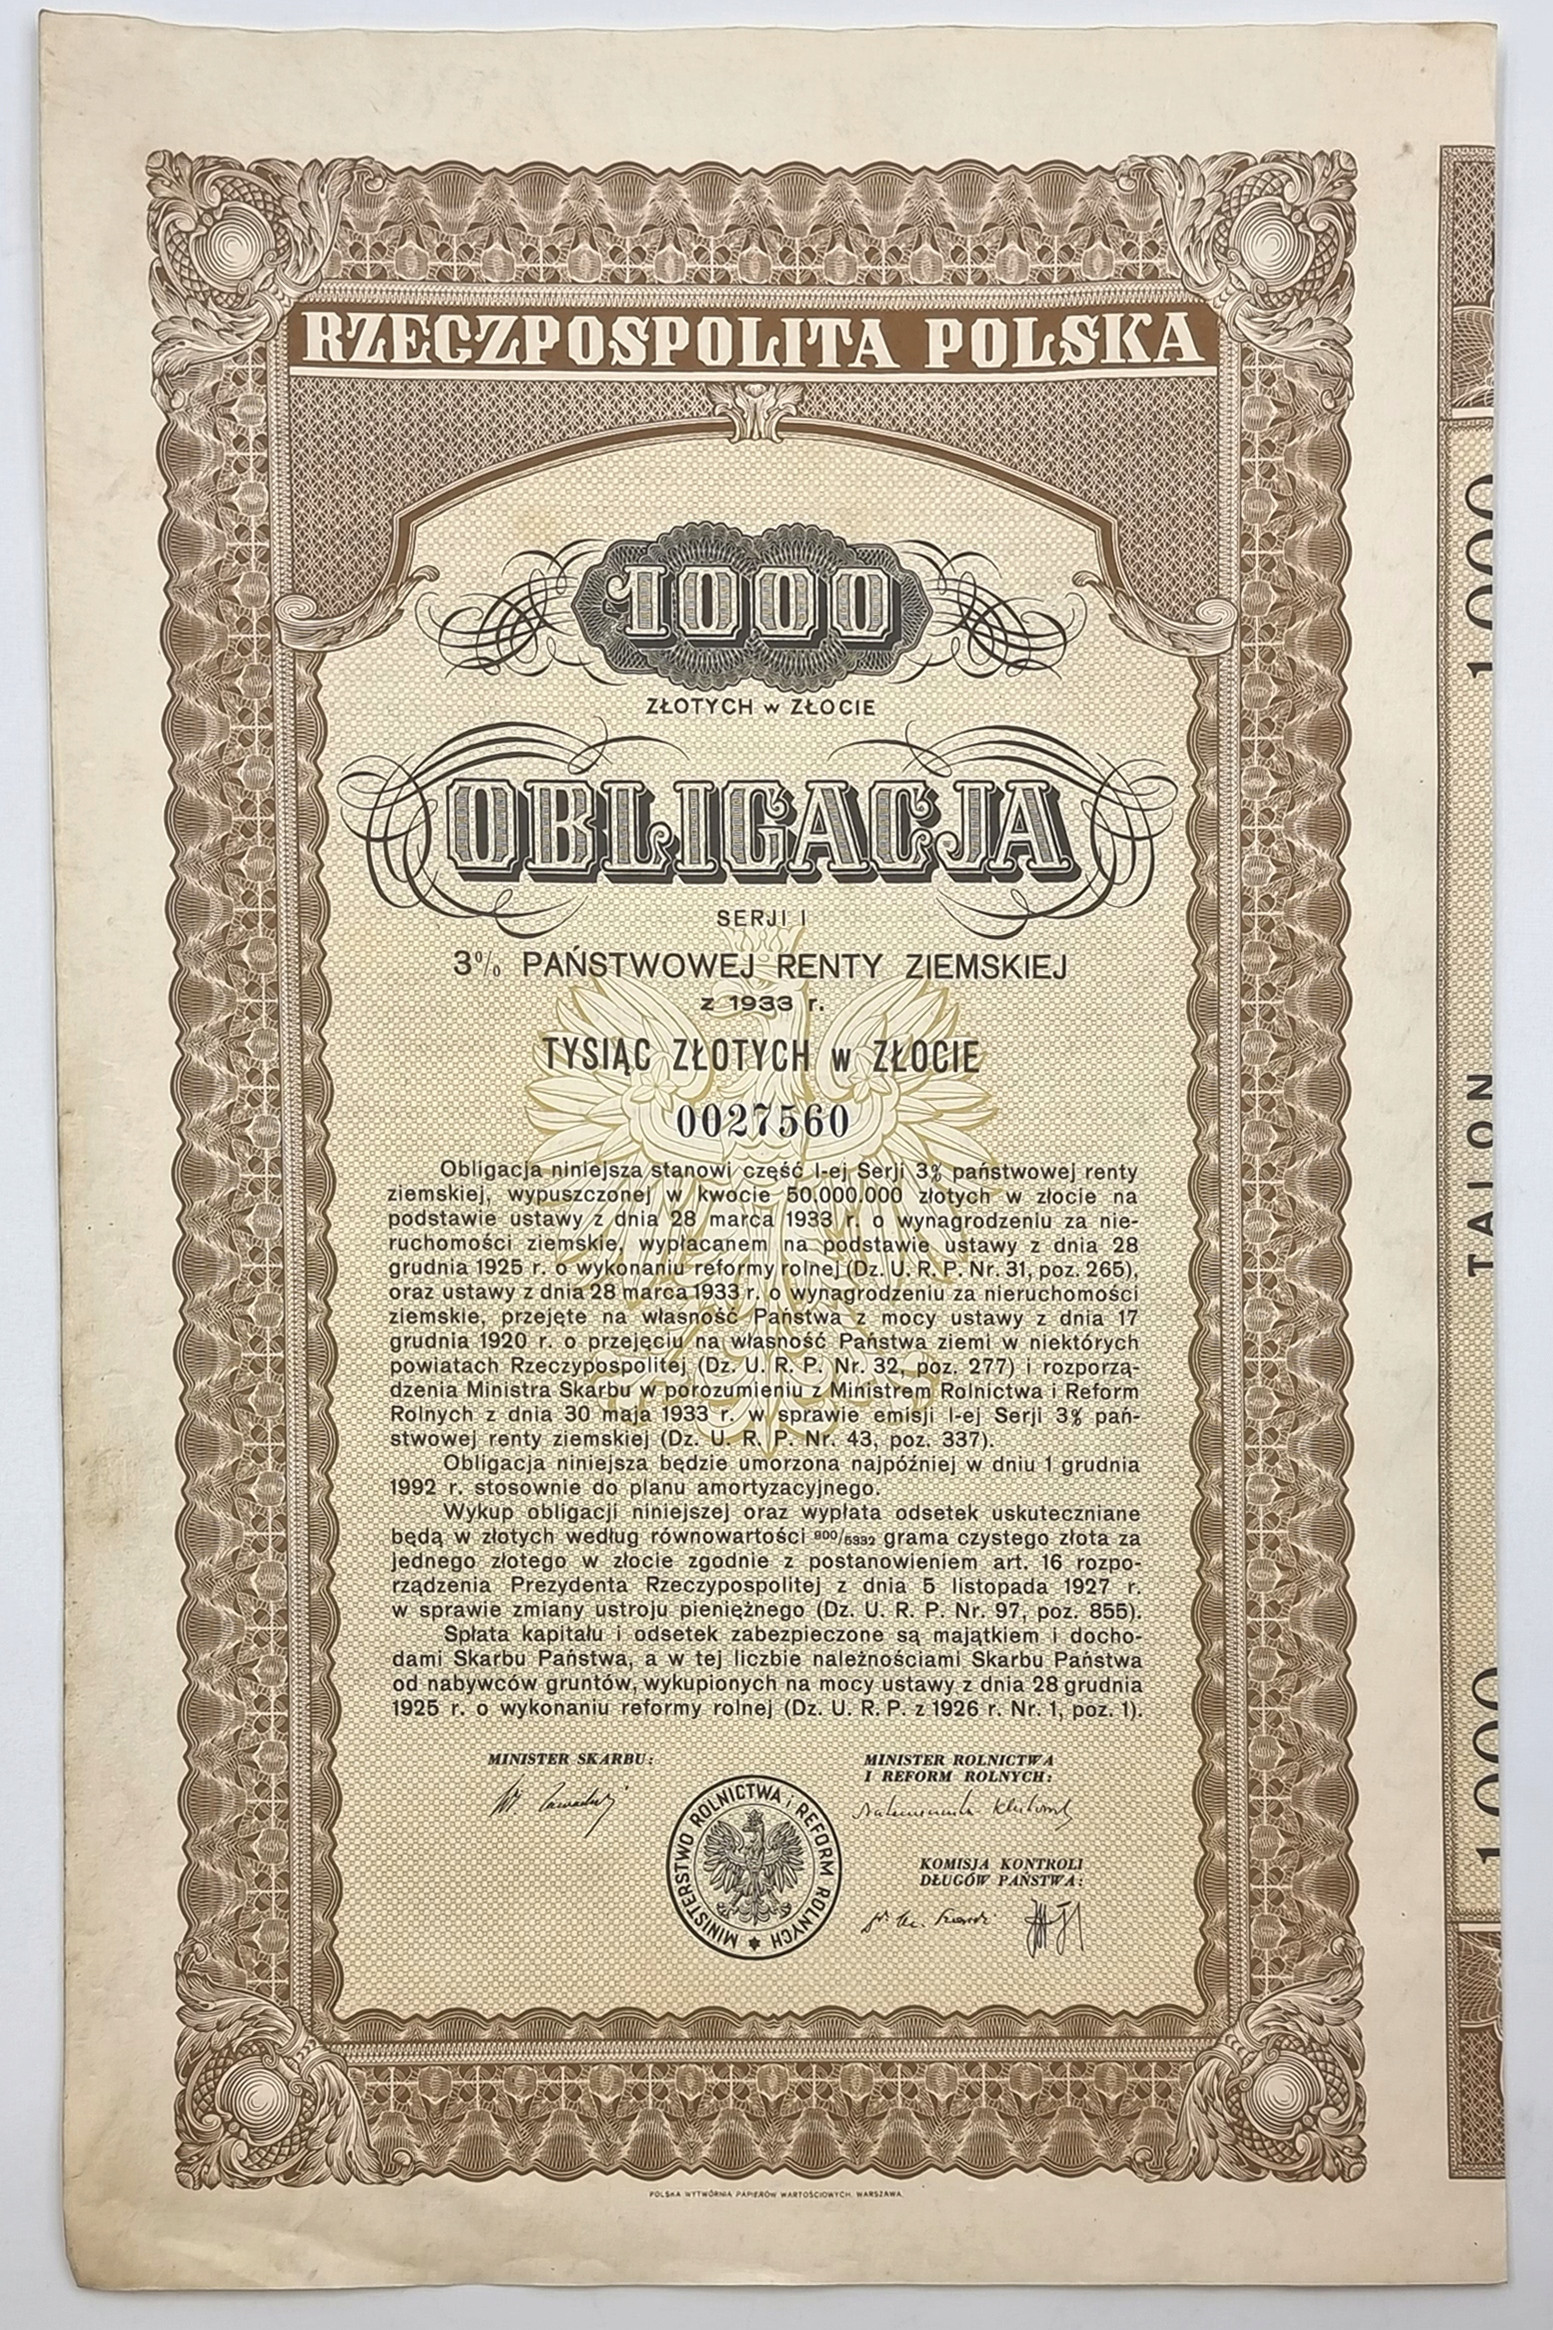 RZECZPOSPOLITA POLSKA
1000
ZŁOTYCH w ZŁOCIE
OBLIGACJA
SERJI I
3% PAŃSTWOWEJ RENTY ZIEMSKIEJ
z 1933 r.
TYSIĄC ZŁOTYCH w ZŁOCIE
0027560
Obligacja niniejsza stanowi część I-ej Serji 3% państwowej renty
ziemskiej, wypuszczonej w kwocie 50.000.000 złotych w złocie na
podstawie ustawy z dnia 28 marca 1933 r. o wynagrodzeniu za nie-
ruchomości ziemskie, wypłacanem na podstawie ustawy z dnia 28
grudnia 1925 r. o wykonaniu reformy rolnej (Dz. U. R. P. Nr. 31, poz. 265),
oraz ustawy z dnia 28 marca 1933 r. o wynagrodzeniu za nieruchomości
ziemskie, przejęte na własność Państwa z mocy ustawy z dnia 17
grudnia 1920 r. o przejęciu na własność Państwa ziemi w niektórych
powiatach Rzeczypospolitej (Dz. U. R. P. Nr. 32, poz. 277) i rozporzą-
dzenia Ministra Skarbu w porozumieniu z Ministrem Rolnictwa i Reform
Rolnych z dnia 30 maja 1933 r. w sprawie emisji I-ej Serji 3% pań-
stwowej renty ziemskiej (Dz. U. R. P. Nr. 43, poz. 337).
Obligacja niniejsza będzie umorzona najpóźniej w dniu 1 grudnia
1992 r. stosownie do planu amortyzacyjnego.
Wykup obligacji niniejszej oraz wypłata odsetek uskuteczniane
będą w złotych według równowartości 900/5332 grama czystego złota za
jednego złotego w złocie zgodnie z postanowieniem art. 16 rozpo-
rządzenia Prezydenta Rzeczypospolitej z dnia 5 listopada 1927 r.
w sprawie zmiany ustroju pieniężnego (Dz. U. R. P. Nr. 97, poz. 855).
Spłata kapitału i odsetek zabezpieczone są majątkiem i docho-
dami Skarbu Państwa, a w tej liczbie należnościami Skarbu Państwa
od nabywców gruntów, wykupionych na mocy ustawy z dnia 28 grudnia
1925 r. o wykonaniu reformy rolnej (Dz. U. R. P. z 1926 r. Nr. 1, poz. 1).
MINISTER SKARBU:
MINISTER ROLNICTWA
I REFORM ROLNYCH:
MINISTERSTWO ROLNICTWA i REFORM ROLNYCH
KOMISJA KONTROLI
DŁUGÓW PAŃSTWA:
POLSKA WYTWÓRNIA PAPIERÓW WARTOŚCIOWYCH. WARSZAWA.
1000
TALON
1000